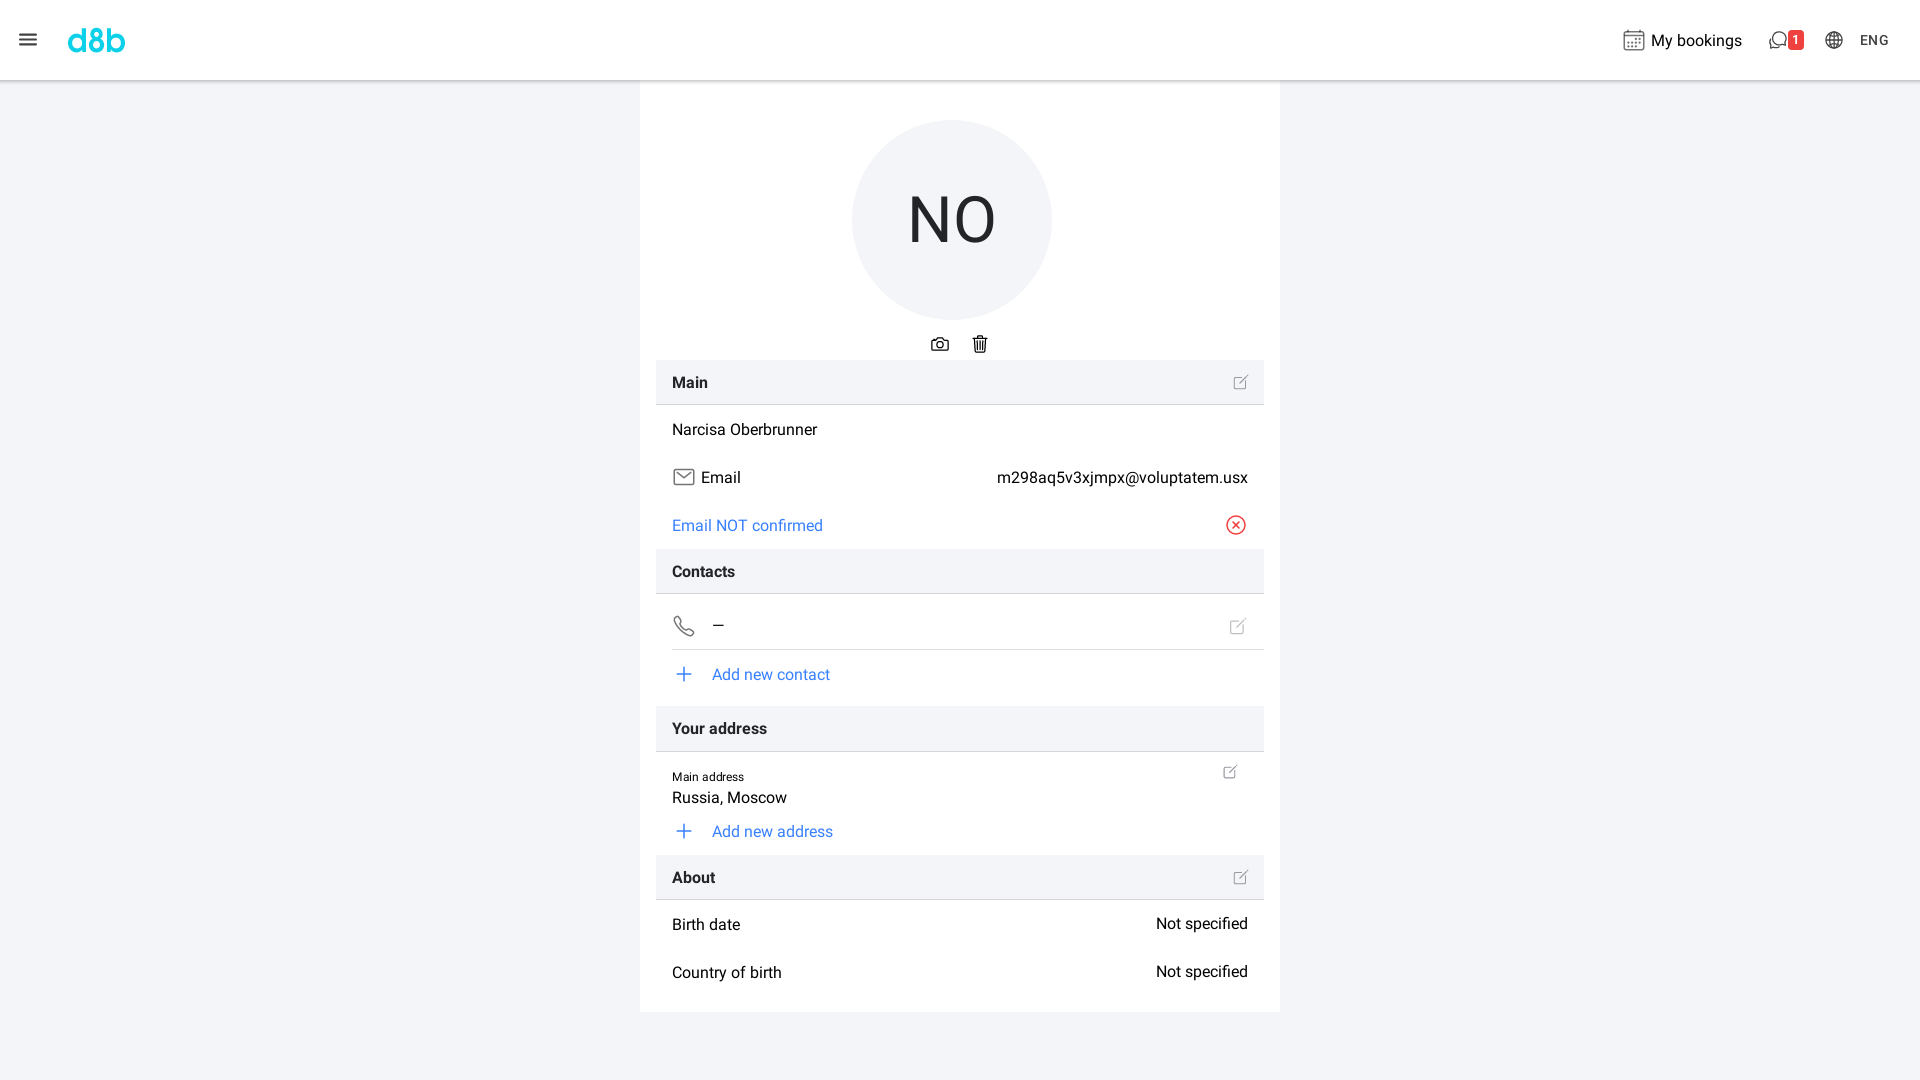 d8b
My bookings
1
ENG
NO
Main
Narcisa Oberbrunner
Email
m298aq5v3xjmpx@voluptatem.usx
Email NOT confirmed
Contacts
—
Add new contact
Your address
Main address
Russia, Moscow
Add new address
About
Birth date
Not specified
Country of birth
Not specified